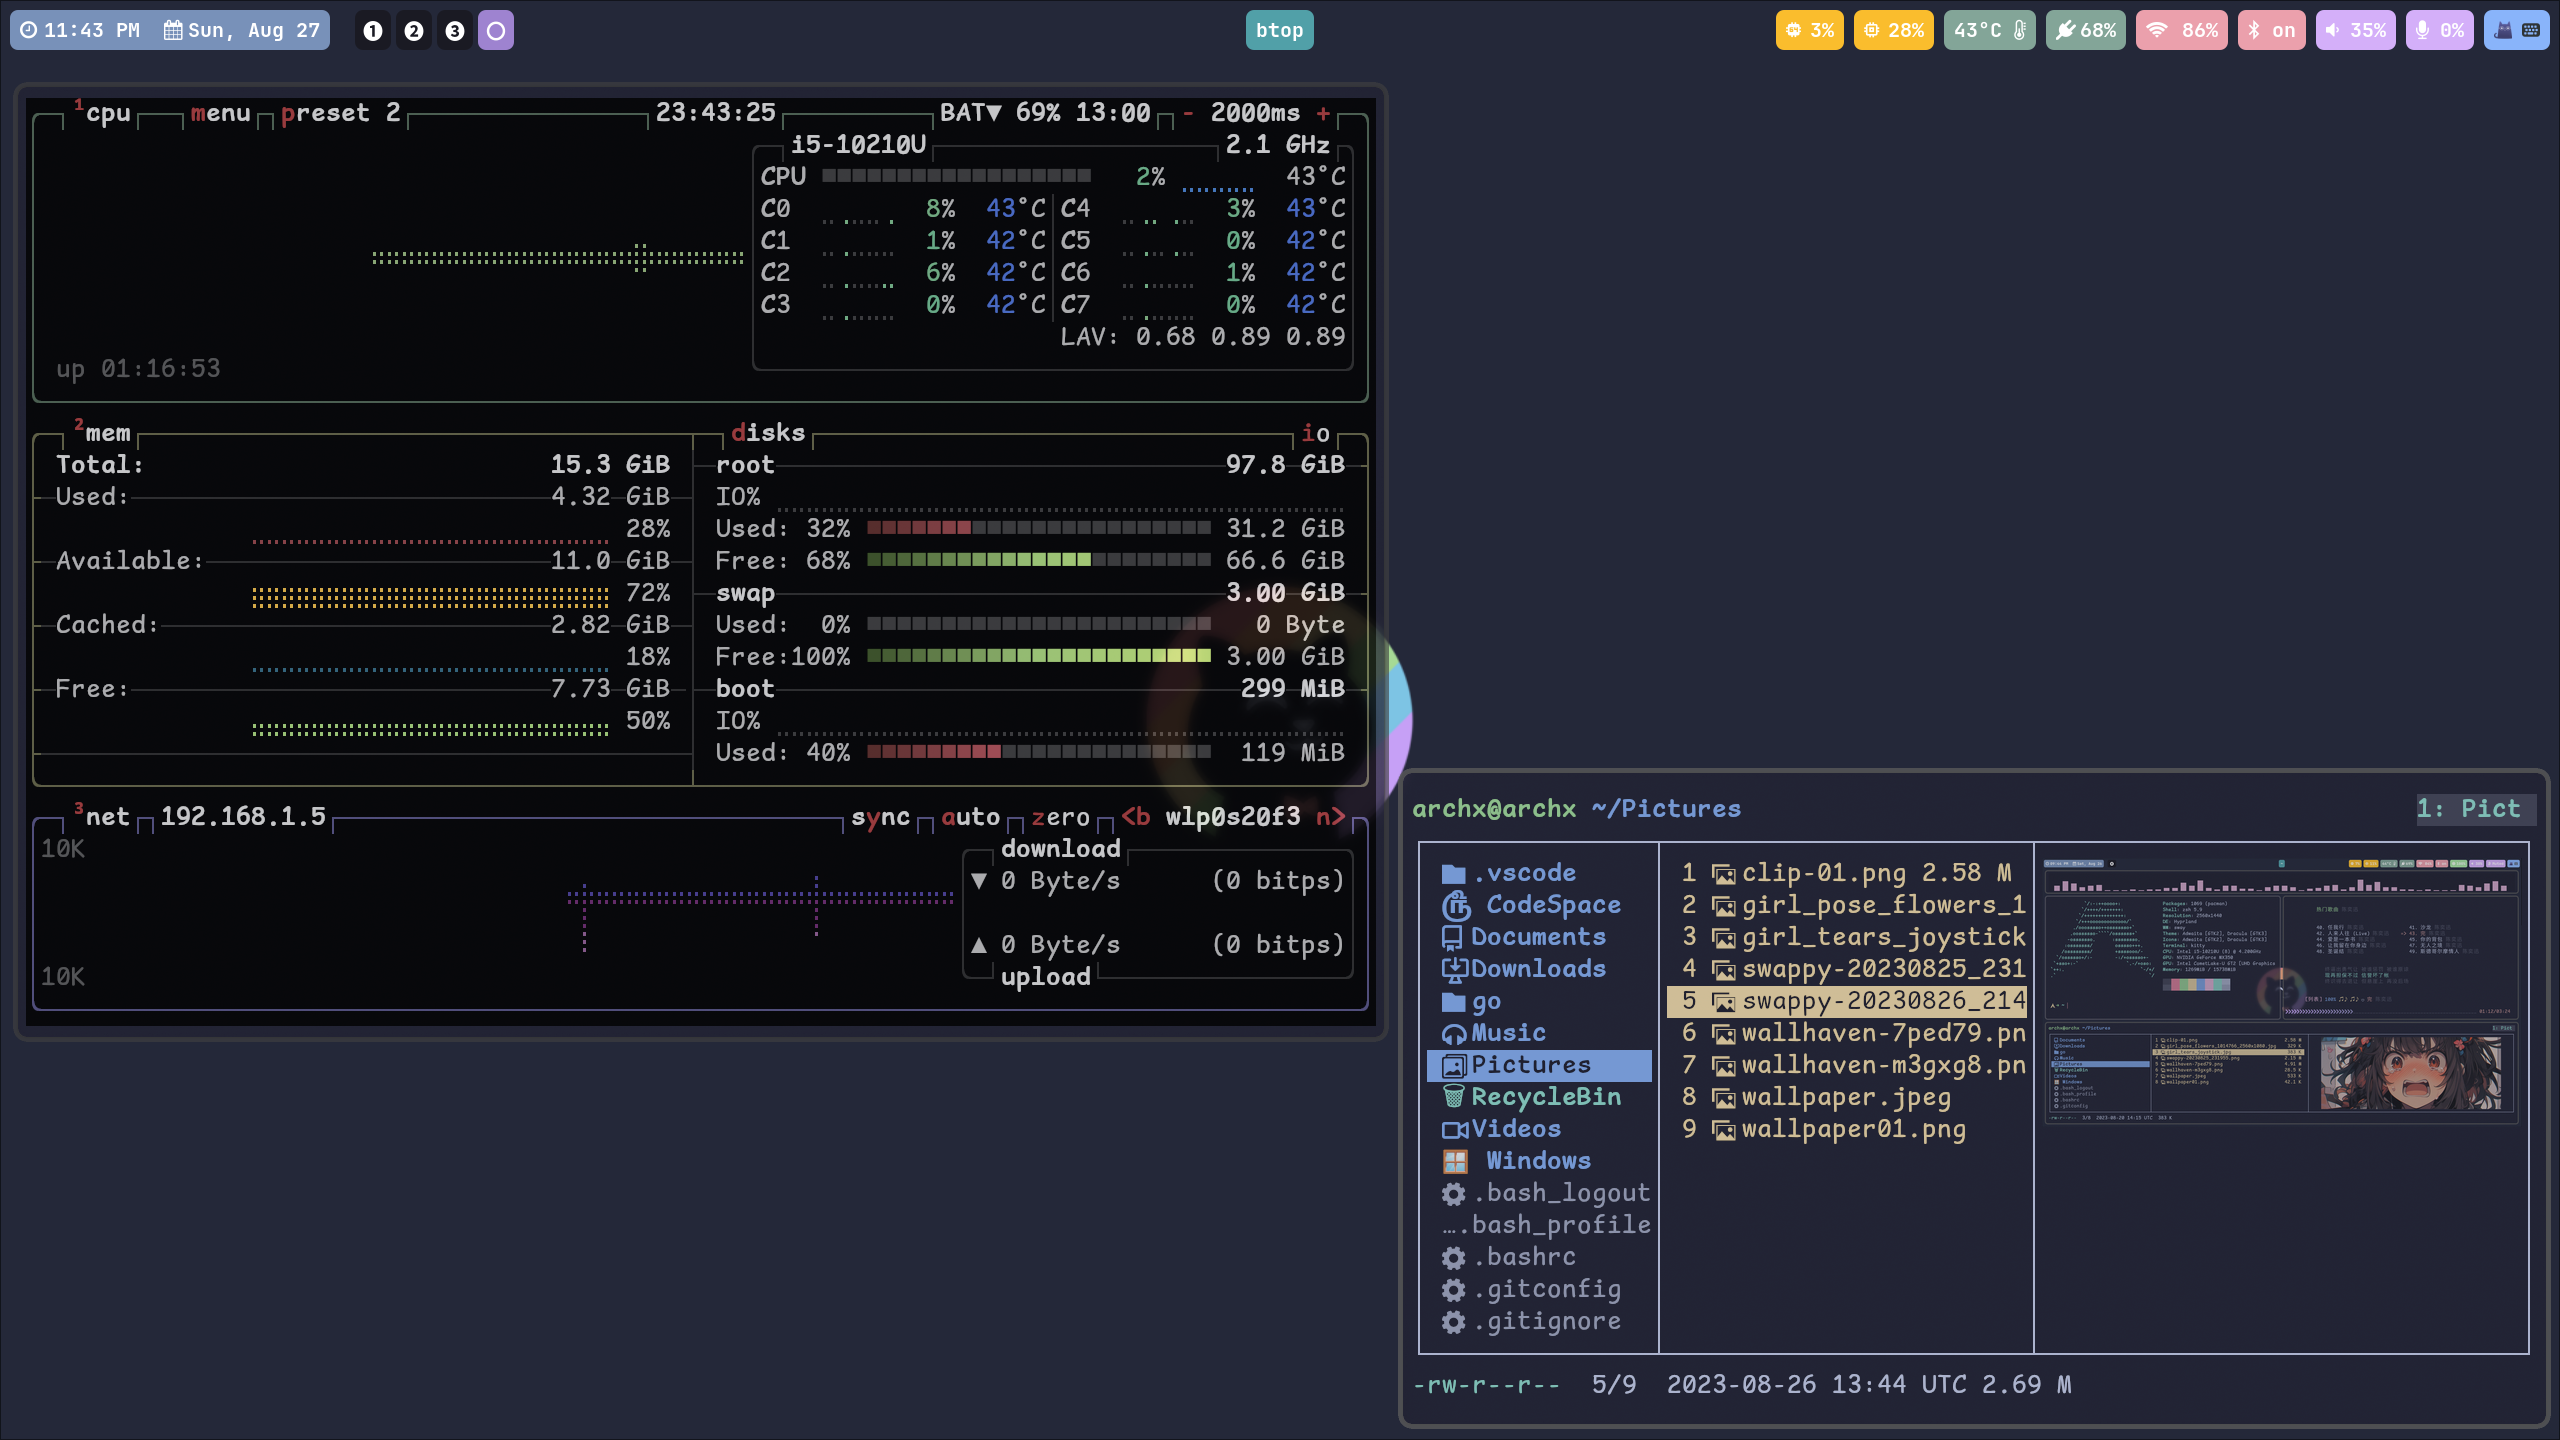 11:43 PM Sun, Aug 27 1 2 3 btop 3% 28% 43°C 68% 86% on 35% 0%
1cpu menu preset 2 23:43:25 BAT▼ 69% 13:00 - 2000ms +
i5-10210U 2.1 GHz
CPU 2% 43°C
C0 8% 43°C C4 3% 43°C
C1 1% 42°C C5 0% 42°C
C2 6% 42°C C6 1% 42°C
C3 0% 42°C C7 0% 42°C
LAV: 0.68 0.89 0.89
up 01:16:53
2mem disks io
Total: 15.3 GiB root 97.8 GiB
Used: 4.32 GiB IO%
28% Used: 32% 31.2 GiB
Available: 11.0 GiB Free: 68% 66.6 GiB
72% swap 3.00 GiB
Cached: 2.82 GiB Used: 0% 0 Byte
18% Free:100% 3.00 GiB
Free: 7.73 GiB boot 299 MiB
50% IO%
Used: 40% 119 MiB
3net 192.168.1.5 sync auto zero <b wlp0s20f3 n>
10K download
▼ 0 Byte/s (0 bitps)
▲ 0 Byte/s (0 bitps)
10K upload
archx@archx ~/Pictures 1: Pict
.vscode 1 clip-01.png 2.58 M
CodeSpace 2 girl_pose_flowers_1
Documents 3 girl_tears_joystick
Downloads 4 swappy-20230825_231
go 5 swappy-20230826_214
Music 6 wallhaven-7ped79.pn
Pictures 7 wallhaven-m3gxg8.pn
RecycleBin 8 wallpaper.jpeg
Videos 9 wallpaper01.png
Windows
.bash_logout
….bash_profile
.bashrc
.gitconfig
.gitignore
-rw-r--r-- 5/9 2023-08-26 13:44 UTC 2.69 M